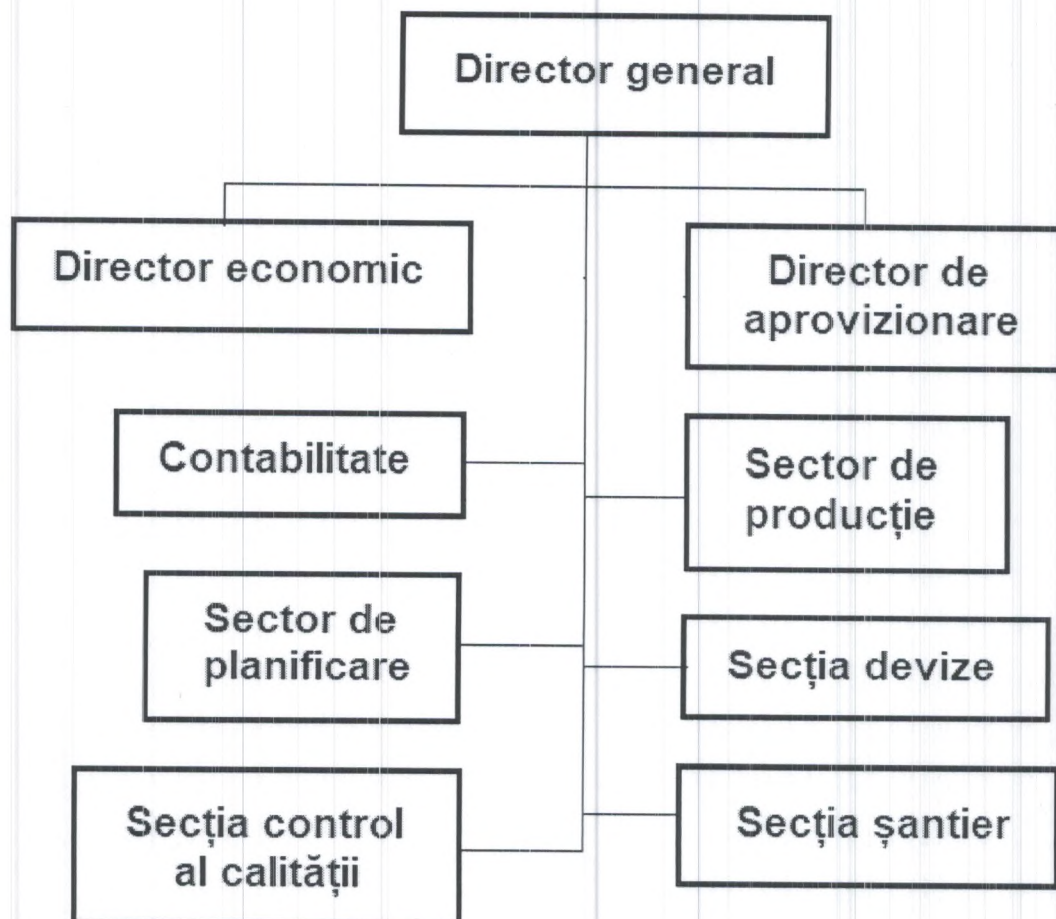 Director general
Director economic
Director de
aprovizionare
Contabilitate
Sector de
producție
Sector de
planificare
Secția devize
Secția control
al calității
Secția șantier